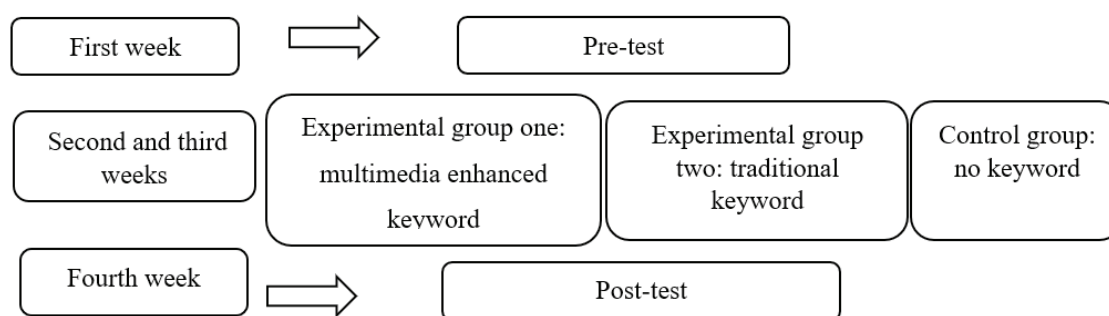 First week
Pre-test
Second and third
weeks
Experimental group one:
multimedia enhanced
keyword
Experimental group
two: traditional
keyword
Control group:
no keyword
Fourth week
Post-test